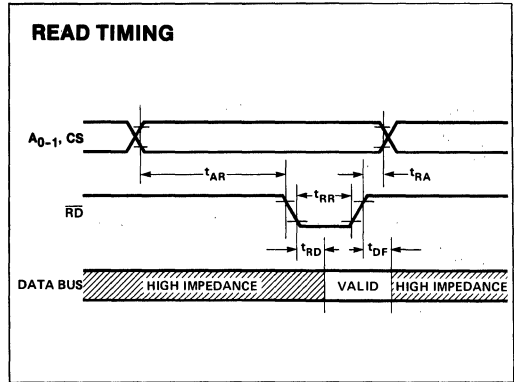 READ TIMING
A0-1, CS
tAR
tRA
tRR
RD
tRD
tDF
DATA BUS HIGH IMPEDANCE VALID HIGH IMPEDANCE